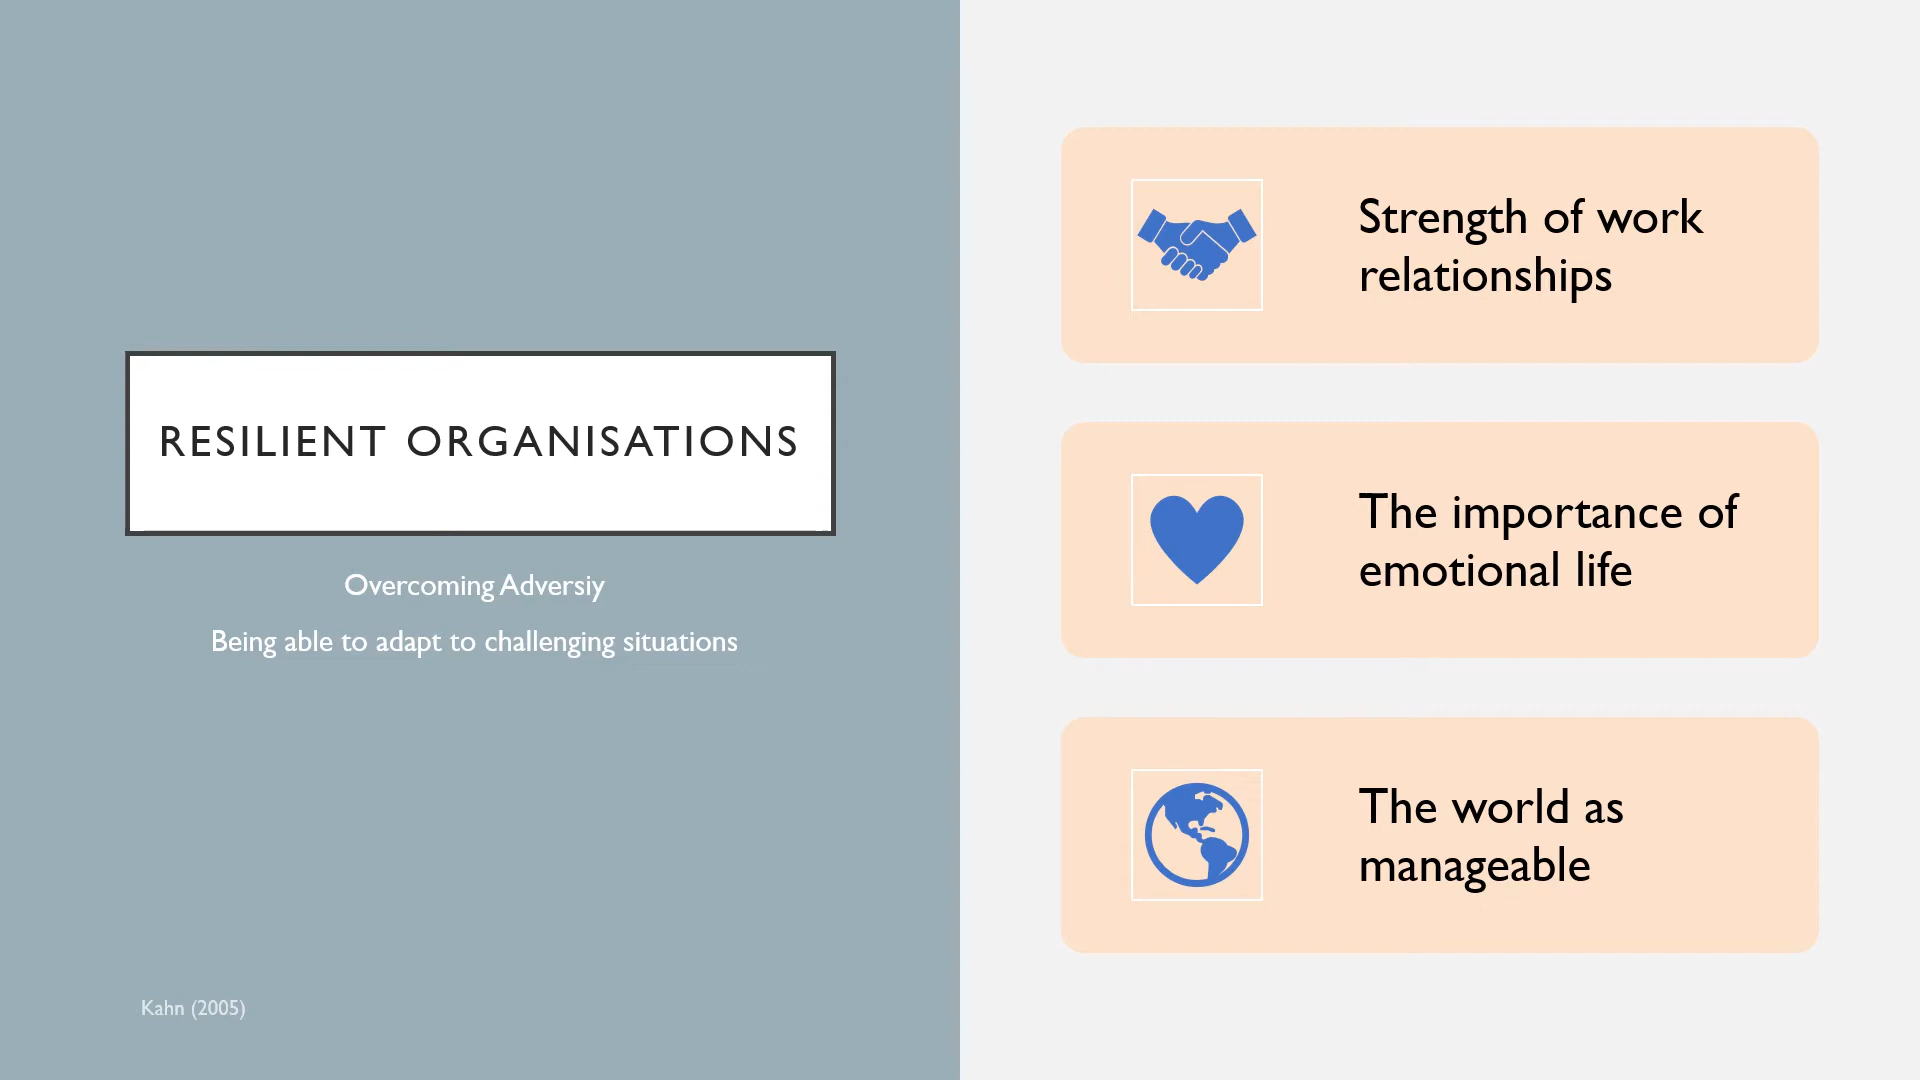 RESILIENT ORGANISATIONS
Overcoming Adversiy
Being able to adapt to challenging situations
Kahn (2005)
Strength of work
relationships
The importance of
emotional life
The world as
manageable